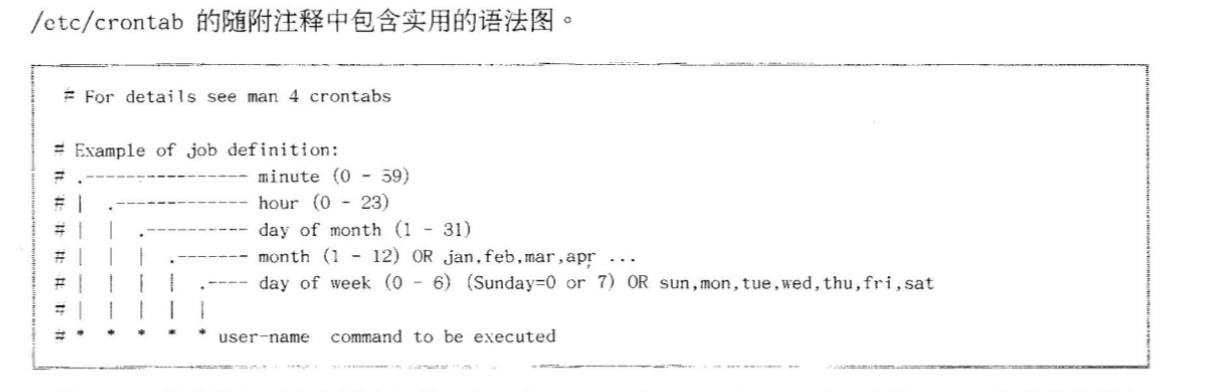 /etc/crontab 的随附注释中包含实用的语法图。
# For details see man 4 crontabs
# Example of job definition:
# .---------------- minute (0 - 59)
# |  .------------- hour (0 - 23)
# |  |  .---------- day of month (1 - 31)
# |  |  |  .------- month (1 - 12) OR jan,feb,mar,apr ...
# |  |  |  |  .---- day of week (0 - 6) (Sunday=0 or 7) OR sun,mon,tue,wed,thu,fri,sat
# |  |  |  |  |
# *  *  *  *  * user-name  command to be executed